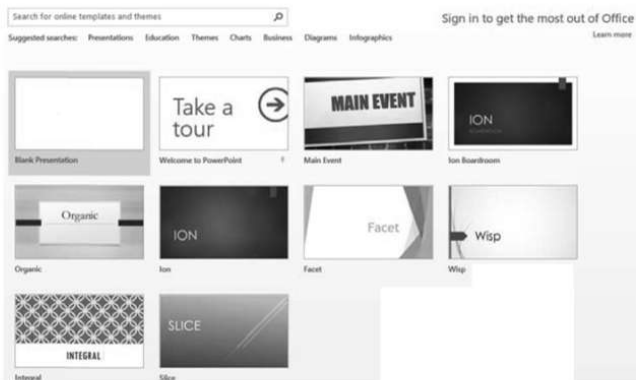 Search for online templates and themes
Sign in to get the most out of Office
Suggested searches: Presentations Education Themes Charts Business Diagrams Infographics
Learn more
Take a
tour
MAIN EVENT
ION
BOARDROOM
Blank Presentation
Welcome to PowerPoint
Main Event
Ion Boardroom
Organic
ION
Facet
Wisp
Organic
Ion
Facet
Wisp
INTEGRAL
SLICE
Integral
Slice